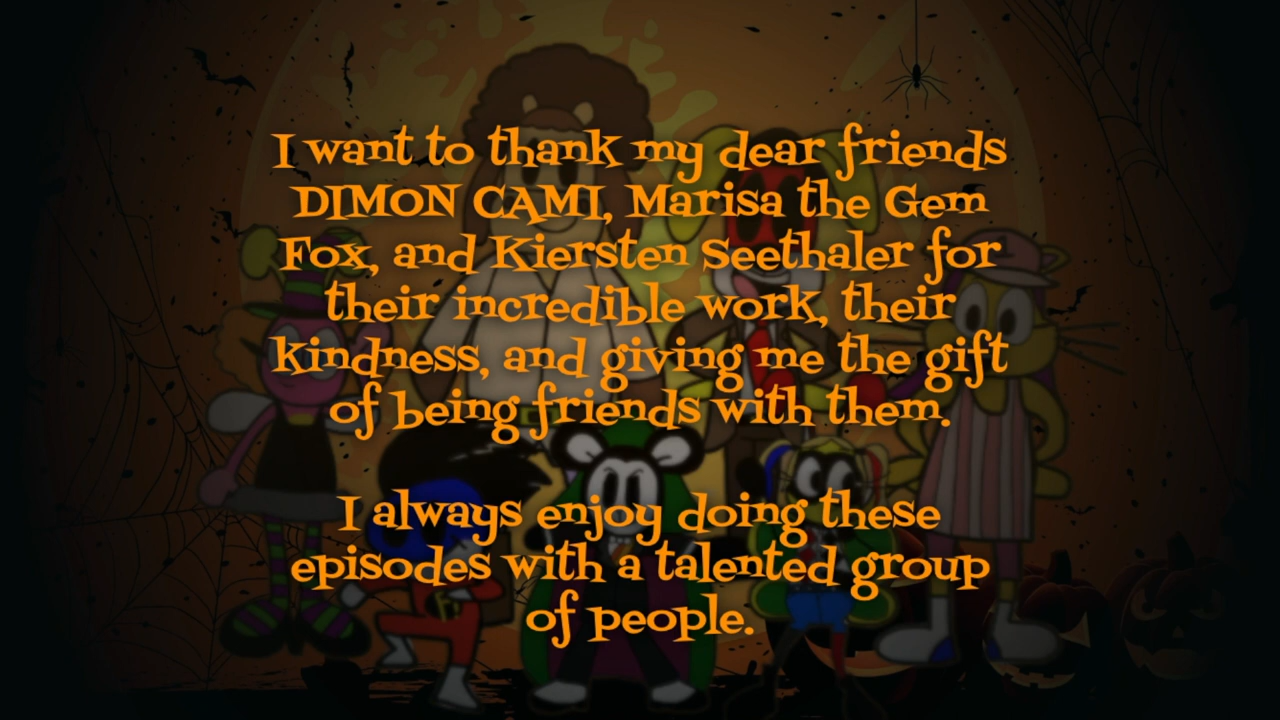 I want to thank my dear friends
DIMON CAMI, Marisa the Gem
Fox, and Kiersten Seethaler for
their incredible work, their
kindness, and giving me the gift
of being friends with them.
I always enjoy doing these
episodes with a talented group
of people.